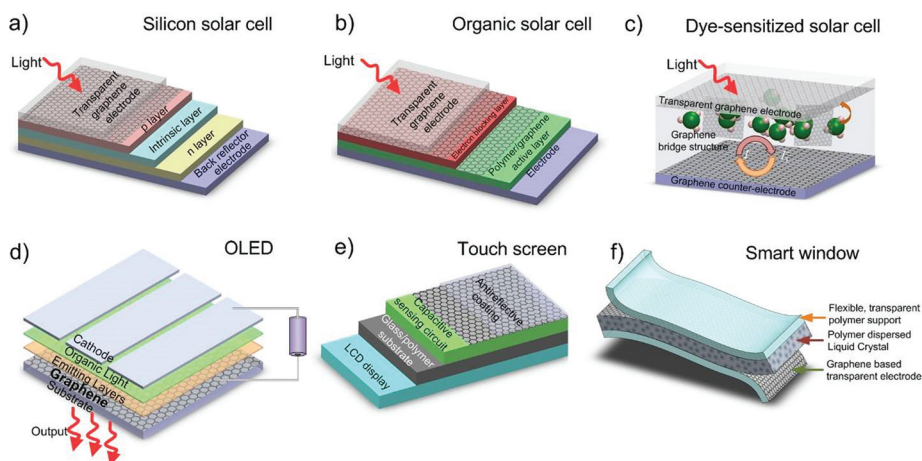 a)
Silicon solar cell
Light
Transparent
graphene
electrode
p layer
Intrinsic layer
n layer
Back reflector
electrode
b)
Organic solar cell
Light
Transparent
graphene
electrode
Electron blocking layer
Polymer/graphene
active layer
Electrode
c)
Dye-sensitized solar cell
Light
Transparent graphene electrode
Graphene
bridge structure
Graphene counter-electrode
d)
OLED
Cathode
Organic Light
Emitting Layers
Graphene
Substrate
Output
e)
Touch screen
Antireflective
coating
Capacitive
sensing circuit
Glass/polymer
substrate
LCD display
f)
Smart window
Flexible, transparent
polymer support
Polymer dispersed
Liquid Crystal
Graphene based
transparent electrode